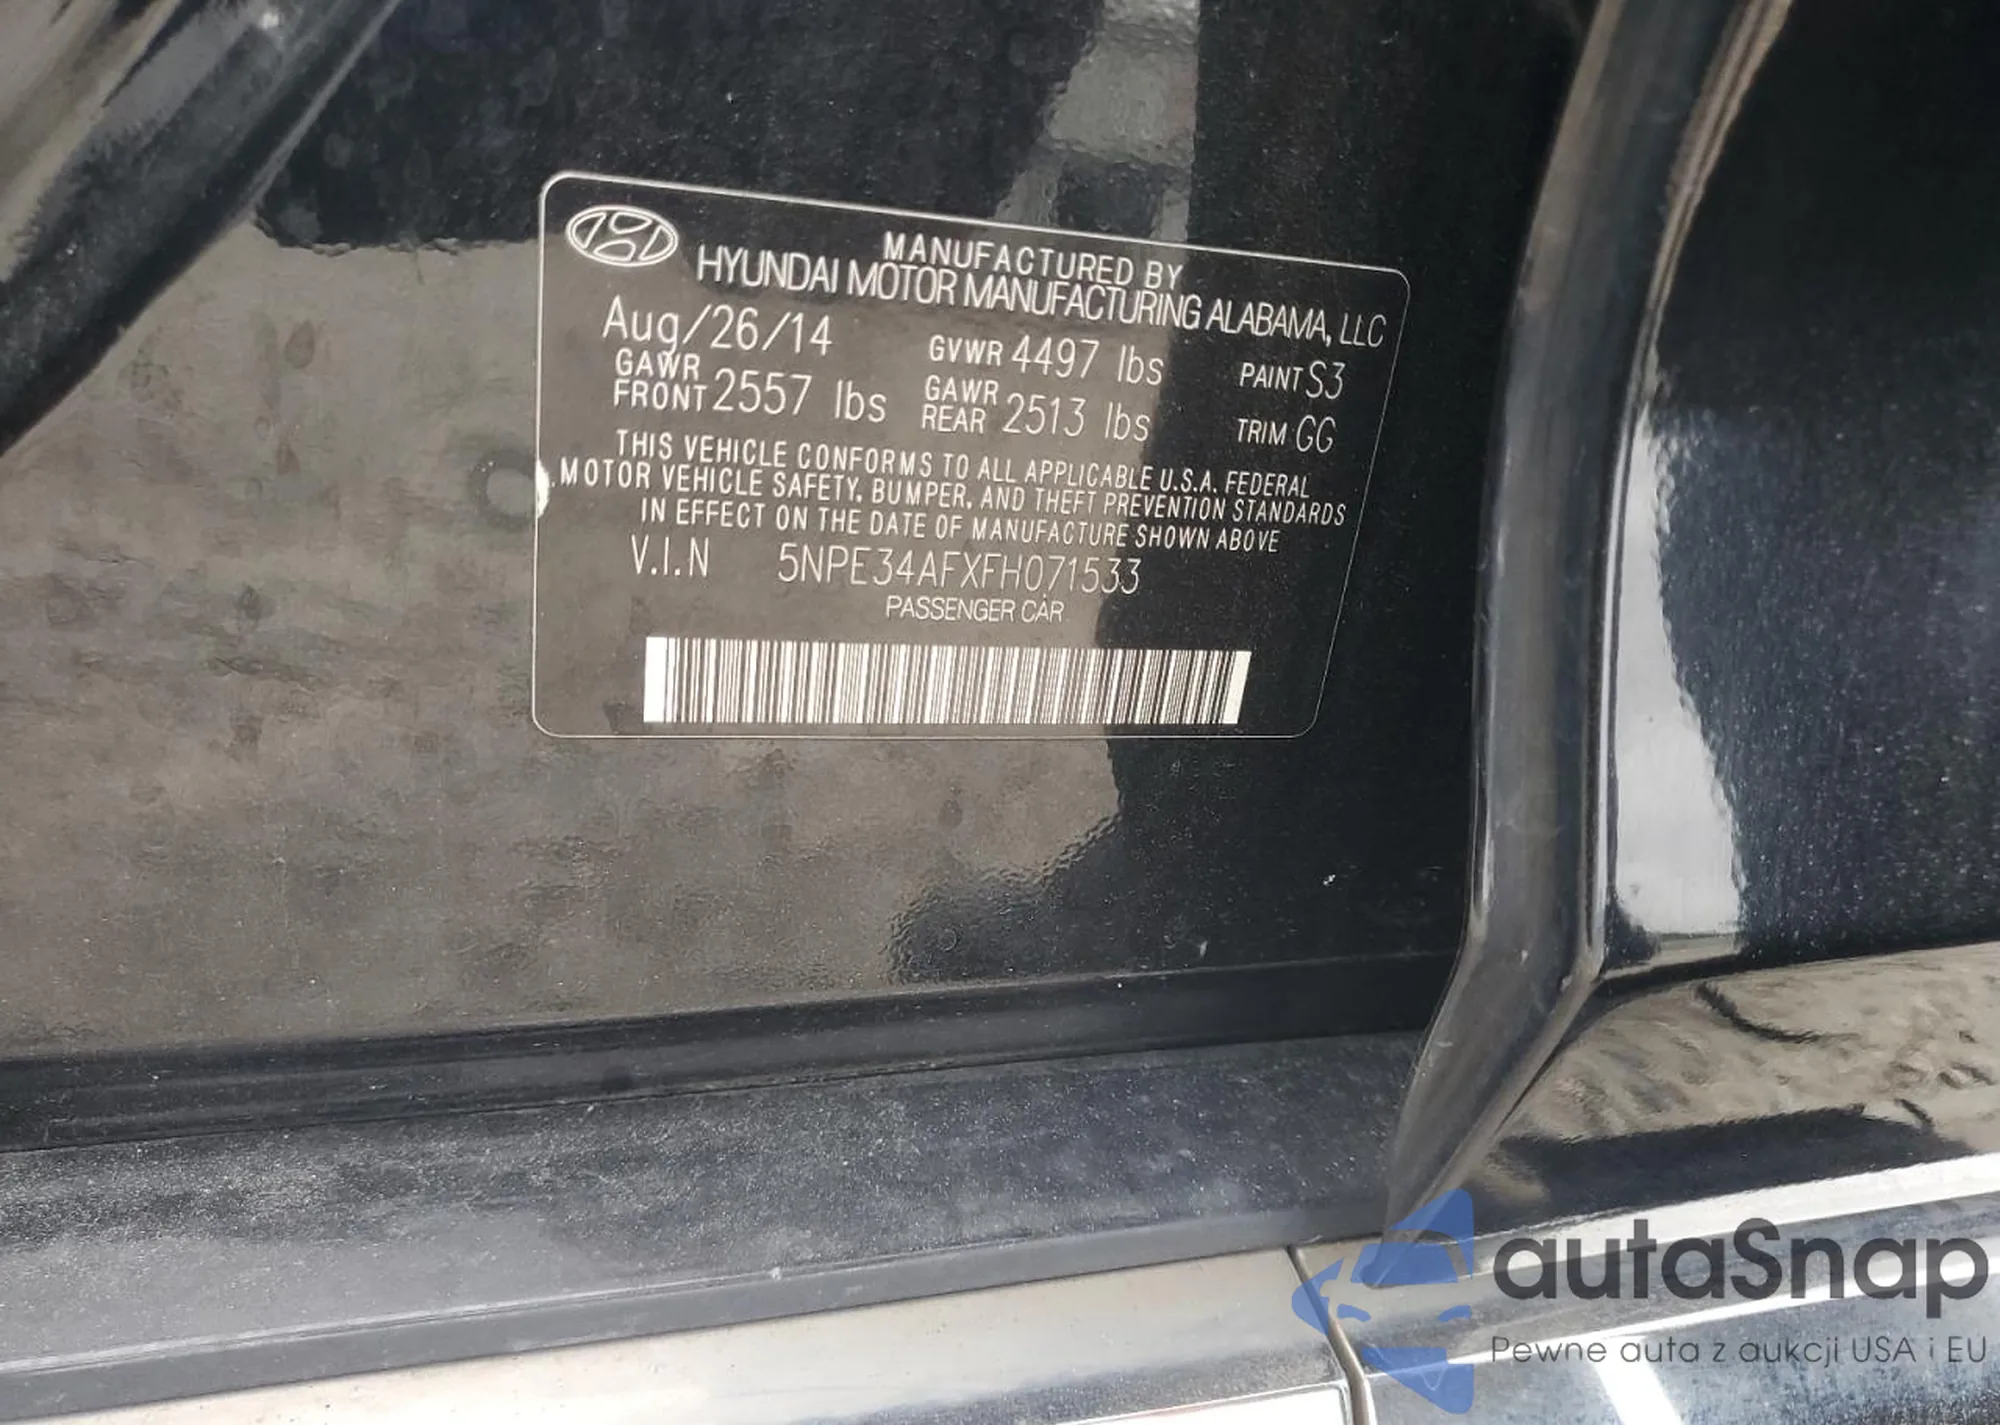 MANUFACTURED BY
HYUNDAI MOTOR MANUFACTURING ALABAMA, LLC
Aug/26/14 GVWR 4497 lbs PAINT S3
GAWR FRONT 2557 lbs GAWR REAR 2513 lbs TRIM GG
THIS VEHICLE CONFORMS TO ALL APPLICABLE U.S.A. FEDERAL
MOTOR VEHICLE SAFETY, BUMPER, AND THEFT PREVENTION STANDARDS
IN EFFECT ON THE DATE OF MANUFACTURE SHOWN ABOVE
V.I.N 5NPE34AFXFH071533
PASSENGER CAR
autaSnap
Pewne auta z aukcji USA i EU